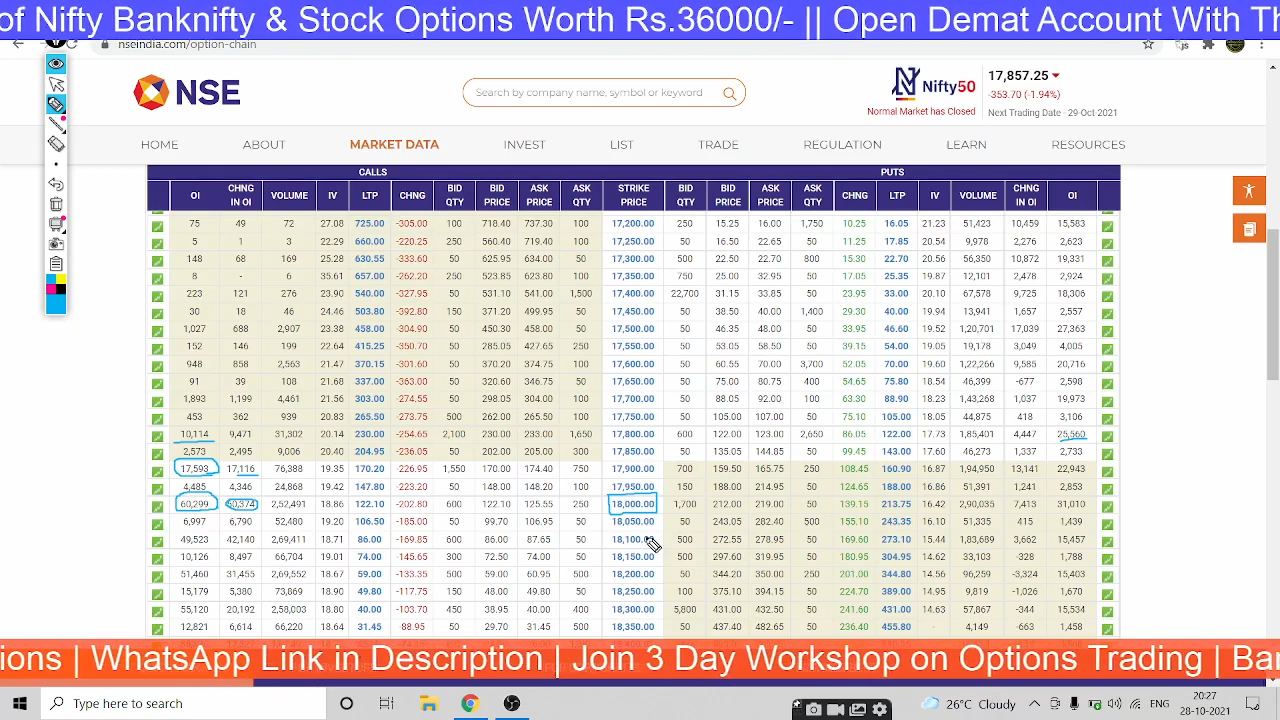 of Nifty Banknifty & Stock Options Worth Rs.36000/- || Open Demat Account With Th
nseindia.com/option-chain
NSE
Search by company name, symbol or keyword
Nifty50
17,857.25
-353.70 (-1.94%)
Normal Market has Closed
Next Trading Date - 29-Oct-2021
HOME ABOUT MARKET DATA INVEST LIST TRADE REGULATION LEARN RESOURCES
CALLS PUTS
OI CHNG IN OI VOLUME IV LTP CHNG BID QTY BID PRICE ASK PRICE ASK QTY STRIKE PRICE BID QTY BID PRICE ASK PRICE ASK QTY CHNG LTP IV VOLUME CHNG IN OI OI
75 49 72 27.08 725.00 -305.00 100 718.40 737.30 100 17,200.00 250 15.25 16.00 1,750 10.25 16.05 21.23 51,423 10,459 15,583
5 1 3 22.29 660.00 -220.25 250 560.40 719.40 100 17,250.00 50 16.50 22.65 50 11.25 17.85 20.54 9,978 2,276 2,623
148 68 169 25.28 630.55 -333.60 50 525.95 634.00 50 17,300.00 500 22.50 22.70 800 15.30 22.70 20.56 56,350 10,872 19,331
8 - 6 35.61 657.00 -262.20 250 523.80 623.80 100 17,350.00 750 25.00 32.95 50 17.05 25.35 19.87 12,101 2,478 2,924
223 121 276 23.90 540.00 -327.95 50 531.10 541.00 1,500 17,400.00 22,700 31.15 33.85 50 23.95 33.00 20.10 67,578 9,725 18,306
30 18 46 24.46 503.80 -392.80 150 371.20 499.95 50 17,450.00 50 38.50 40.00 1,400 29.30 40.00 19.94 13,941 1,657 2,557
1,027 688 2,907 23.38 458.00 -304.90 50 450.30 458.00 50 17,500.00 50 46.35 48.00 50 33.95 46.60 19.52 1,20,701 17,039 27,363
152 146 199 22.64 415.25 -350.70 50 285.05 427.65 250 17,550.00 50 53.05 58.50 50 39.15 54.00 19.05 19,178 3,049 4,005
948 858 2,563 21.47 370.15 -301.60 50 370.20 374.75 100 17,600.00 50 60.55 70.00 3,700 52.05 70.00 19.60 1,22,266 9,585 20,716
91 39 108 21.68 337.00 -363.00 50 320.60 346.75 50 17,650.00 50 75.00 80.75 400 54.65 75.80 18.54 46,399 -677 2,598
1,893 1,199 4,461 21.56 303.00 -274.55 50 298.05 304.00 100 17,700.00 50 88.05 92.00 100 63.30 88.90 18.23 1,43,268 1,037 19,973
453 362 939 20.83 265.50 -273.75 500 262.00 265.50 100 17,750.00 50 105.00 107.00 50 75.10 105.00 18.05 44,875 418 3,106
10,114 9,471 31,302 20.14 230.00 -254.65 2,100 230.00 233.00 1,650 17,800.00 600 122.00 123.00 2,650 86.05 122.00 17.73 1,85,401 4,447 25,560
2,573 2,495 9,006 20.40 204.95 -236.05 50 202.00 205.00 300 17,850.00 50 135.05 144.85 50 99.45 143.00 17.60 46,273 1,337 2,733
17,593 17,116 76,388 19.35 170.20 -226.95 1,550 170.00 174.40 750 17,900.00 700 159.50 165.75 250 108.45 160.90 16.87 1,94,950 13,141 22,943
4,485 4,346 24,868 19.42 147.80 -223.20 50 148.00 148.20 100 17,950.00 150 188.00 214.95 50 124.65 188.00 16.66 51,391 1,241 2,853
60,299 50,374 2,52,491 18.86 122.10 -202.80 600 122.10 125.55 250 18,000.00 1,700 212.00 219.00 50 139.15 213.75 16.42 2,90,035 7,413 31,010
6,997 6,790 52,480 19.20 106.50 -185.00 50 99.70 106.95 50 18,050.00 50 243.05 282.40 500 155.10 243.35 16.10 51,335 415 1,439
49,523 42,140 2,69,411 18.71 86.00 -169.85 600 86.00 87.65 50 18,100. 500 272.55 278.95 50 169.60 273.10 15.44 1,83,689 3,662 15,457
10,126 8,497 66,704 19.01 74.00 -145.65 300 72.50 74.00 50 18,150.00 500 297.60 319.95 50 180.95 304.95 14.62 33,103 -328 1,788
51,460 31,455 2,69,552 18.67 59.00 -133.35 500 59.00 60.95 500 18,200.00 50 344.20 350.00 250 201.00 344.80 14.56 96,259 -3,324 15,403
15,179 5,380 73,869 18.90 49.80 -117.75 150 48.00 49.80 50 18,250.00 100 375.10 394.15 50 224.70 389.00 14.95 9,819 -1,026 1,670
55,120 20,192 2,58,003 18.80 40.00 -103.70 450 38.95 40.00 400 18,300.00 5,800 431.00 432.50 50 241.60 431.00 14.63 57,867 -344 15,534
12,821 6,614 66,220 18.64 31.45 88.95 50 29.70 31.45 500 18,350.00 50 437.40 482.65 50 236.40 455.80 - 4,149 -663 1,458
ions | WhatsApp Link in Description | Join 3 Day Workshop on Options Trading | Ba
Type here to search
26°C Cloudy
ENG
20:27
28-10-2021